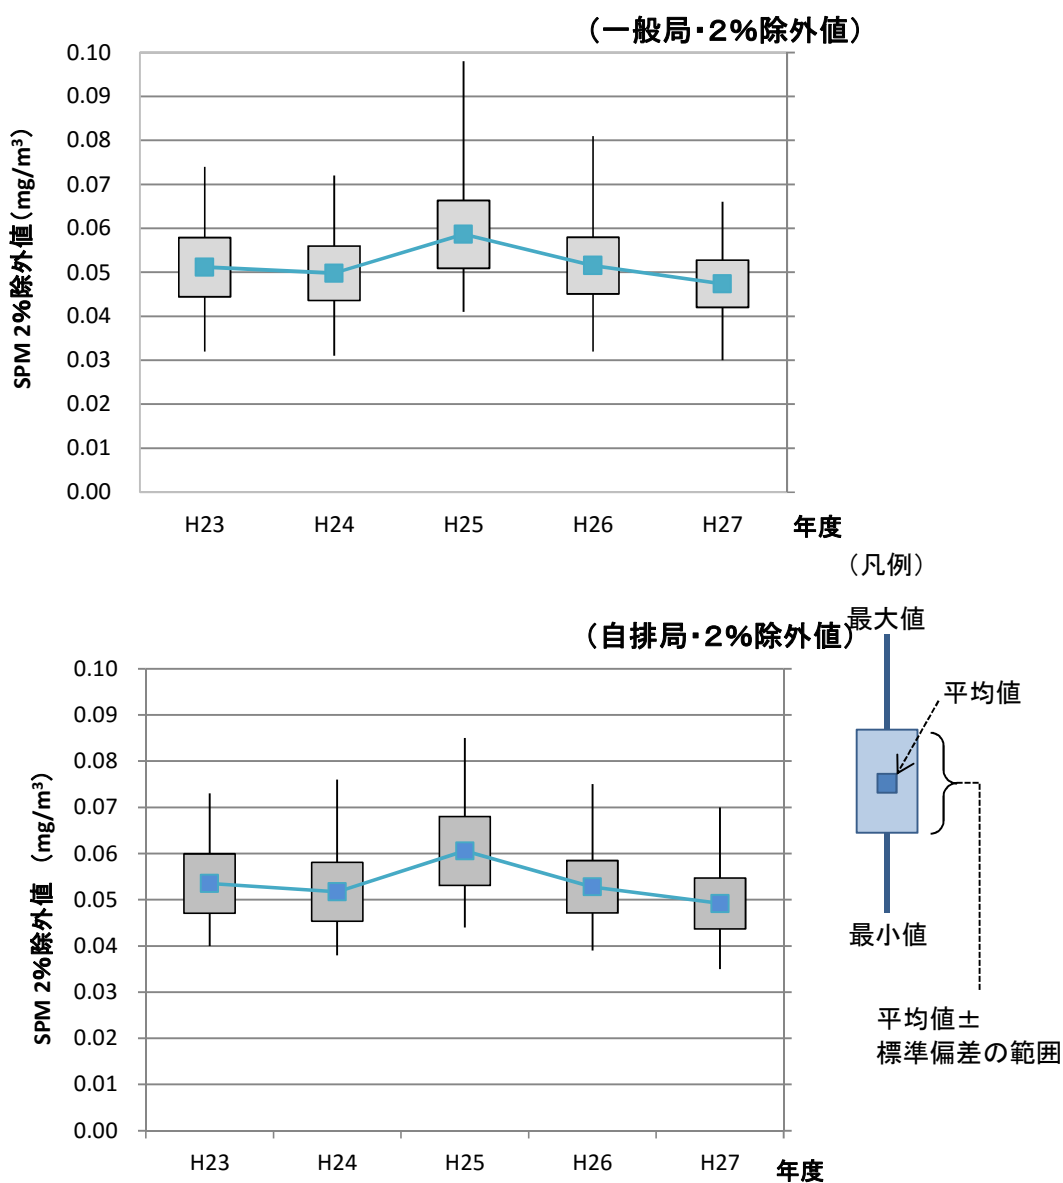 (一般局・2%除外値)
SPM 2%除外値(mg/m³)
0.10
0.09
0.08
0.07
0.06
0.05
0.04
0.03
0.02
0.01
0.00
H23 H24 H25 H26 H27 年度
(凡例)
最大値
平均値
最小値
平均値±
標準偏差の範囲
(自排局・2%除外値)
SPM 2%除外値 (mg/m³)
0.10
0.09
0.08
0.07
0.06
0.05
0.04
0.03
0.02
0.01
0.00
H23 H24 H25 H26 H27 年度